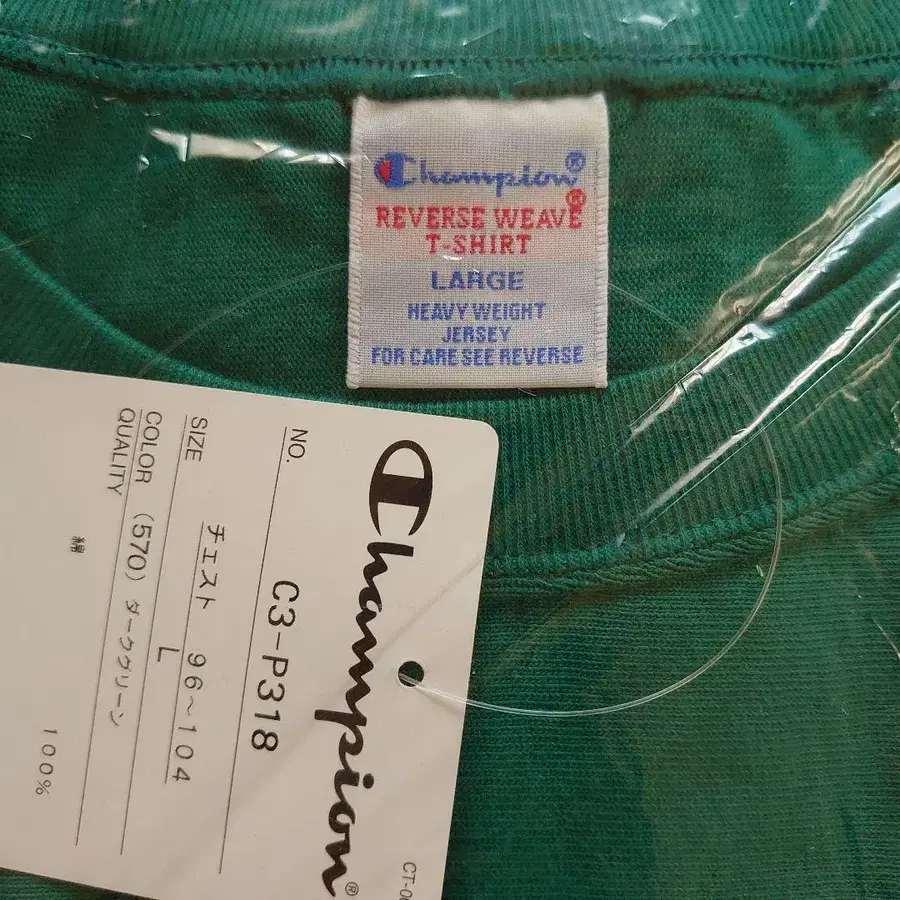 Champion®
REVERSE WEAVE®
T-SHIRT
LARGE
HEAVY WEIGHT
JERSEY
FOR CARE SEE REVERSE
Champion®
NO. C3-P318
SIZE チェスト 96~104
L
COLOR (570) ダークグリーン
QUALITY
綿 100%